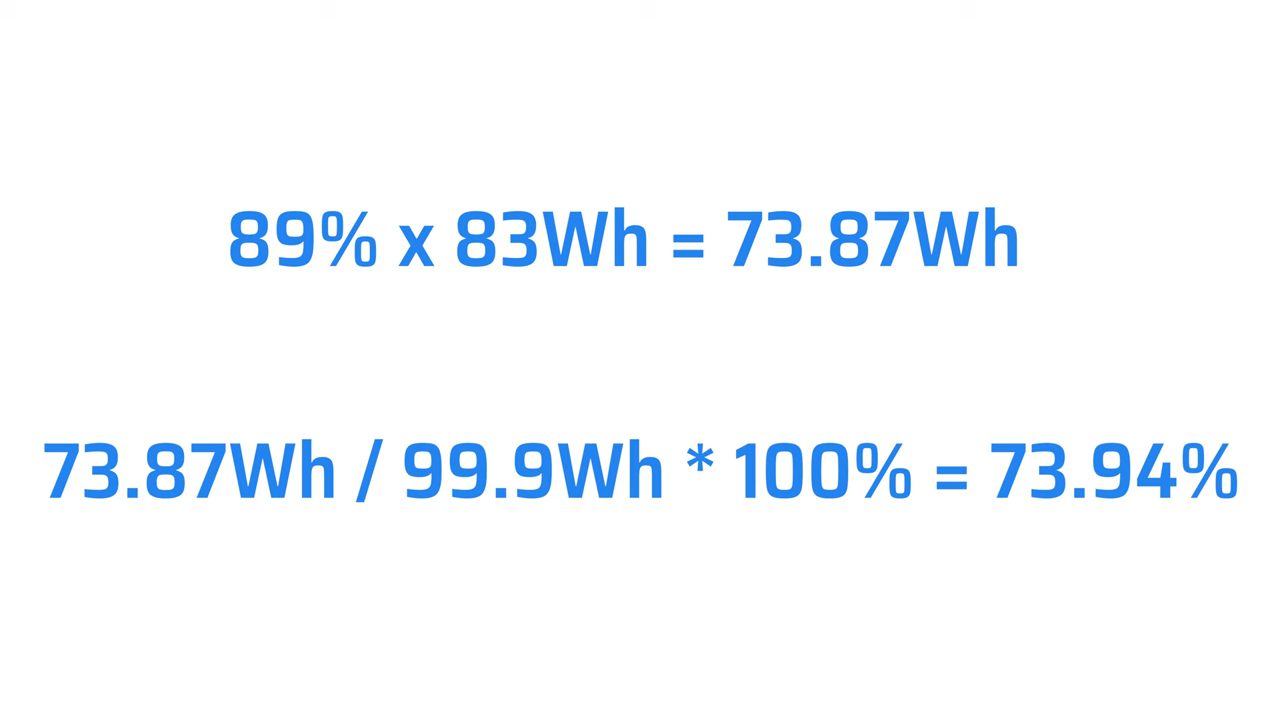 89% x 83Wh = 73.87Wh
73.87Wh / 99.9Wh * 100% = 73.94%